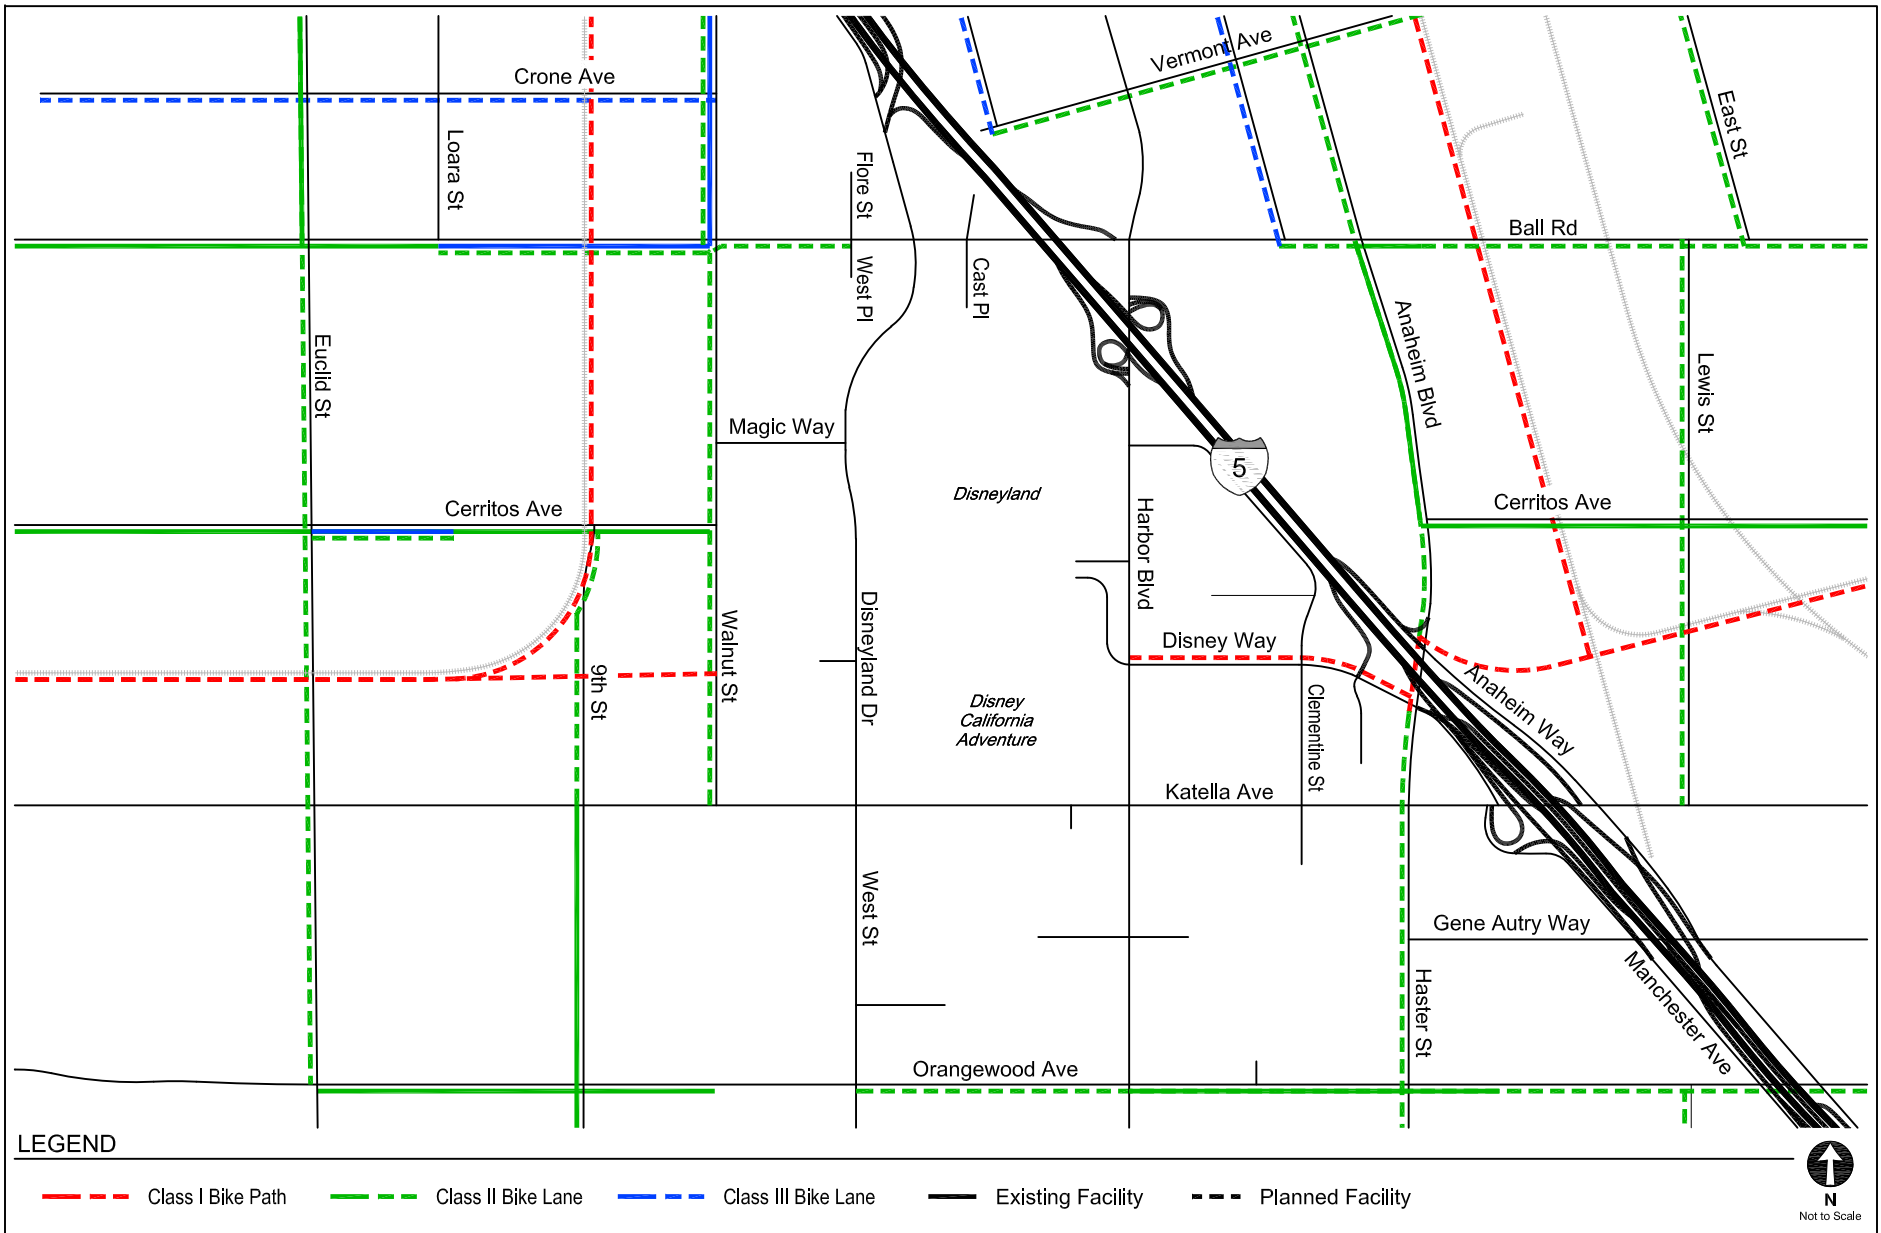 Vermont Ave
Crone Ave
East St
Loara St
Flore St
Ball Rd
West Pl
Cast Pl
Euclid St
Anaheim Blvd
Lewis St
Magic Way
5
Disneyland
Cerritos Ave
Cerritos Ave
Harbor Blvd
Disneyland Dr
Walnut St
Disney Way
9th St
Anaheim Way
Clementine St
Disney
California
Adventure
Katella Ave
West St
Gene Autry Way
Manchester Ave
Haster St
Orangewood Ave
LEGEND
Class I Bike Path
Class II Bike Lane
Class III Bike Lane
Existing Facility
Planned Facility
N
Not to Scale